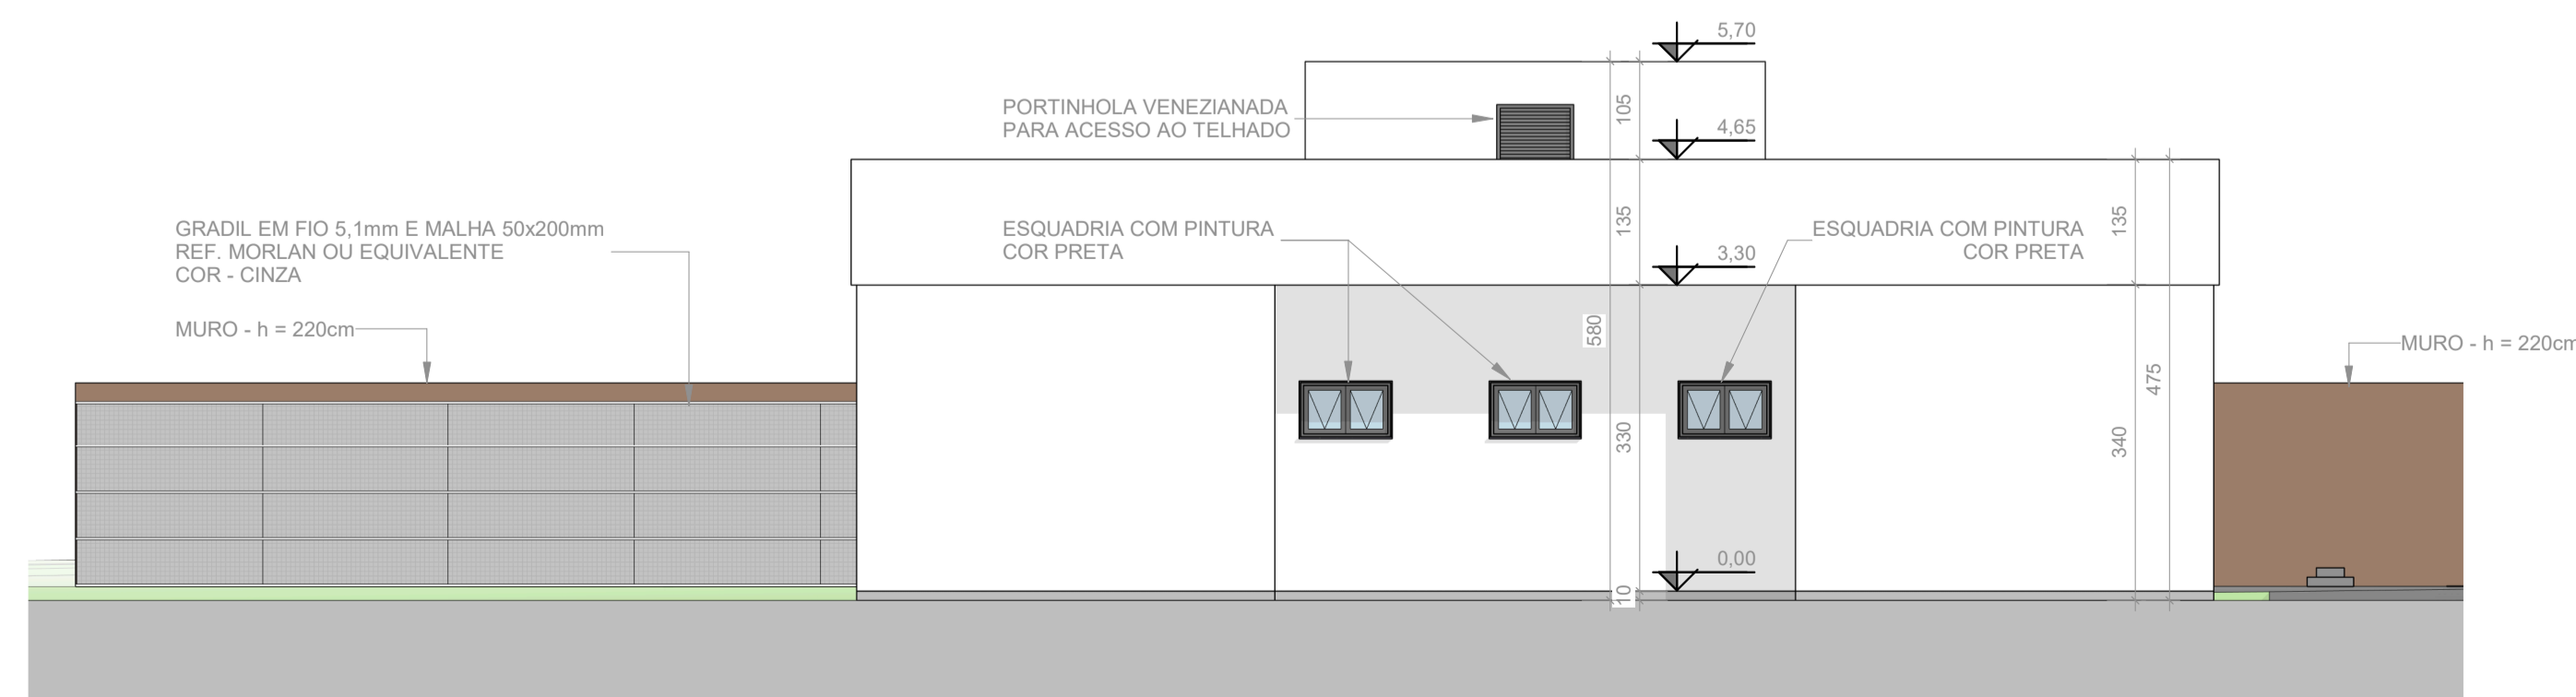 5,70
PORTINHOLA VENEZIANADA
PARA ACESSO AO TELHADO
105
4,65
GRADIL EM FIO 5,1mm E MALHA 50x200mm
REF. MORLAN OU EQUIVALENTE
COR - CINZA
ESQUADRIA COM PINTURA
COR PRETA
135
3,30
ESQUADRIA COM PINTURA
COR PRETA
135
MURO - h = 220cm
580
MURO - h = 220cm
475
330
340
0,00
10